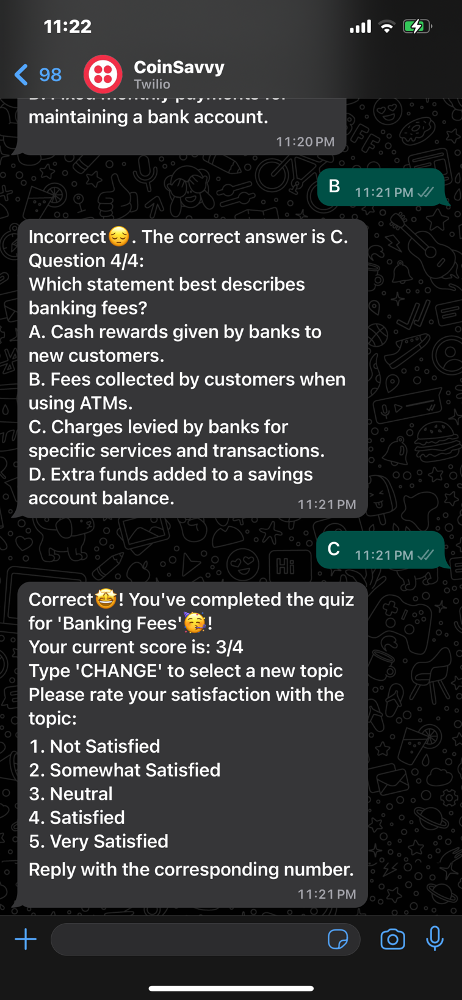 11:22
98
CoinSavvy
Twilio
maintaining a bank account.
11:20 PM
B
11:21 PM
Incorrect😔. The correct answer is C.
Question 4/4:
Which statement best describes
banking fees?
A. Cash rewards given by banks to
new customers.
B. Fees collected by customers when
using ATMs.
C. Charges levied by banks for
specific services and transactions.
D. Extra funds added to a savings
account balance.
11:21 PM
C
11:21 PM
Correct🤩! You've completed the quiz
for 'Banking Fees'🥳!
Your current score is: 3/4
Type 'CHANGE' to select a new topic
Please rate your satisfaction with the
topic:
1. Not Satisfied
2. Somewhat Satisfied
3. Neutral
4. Satisfied
5. Very Satisfied
Reply with the corresponding number.
11:21 PM